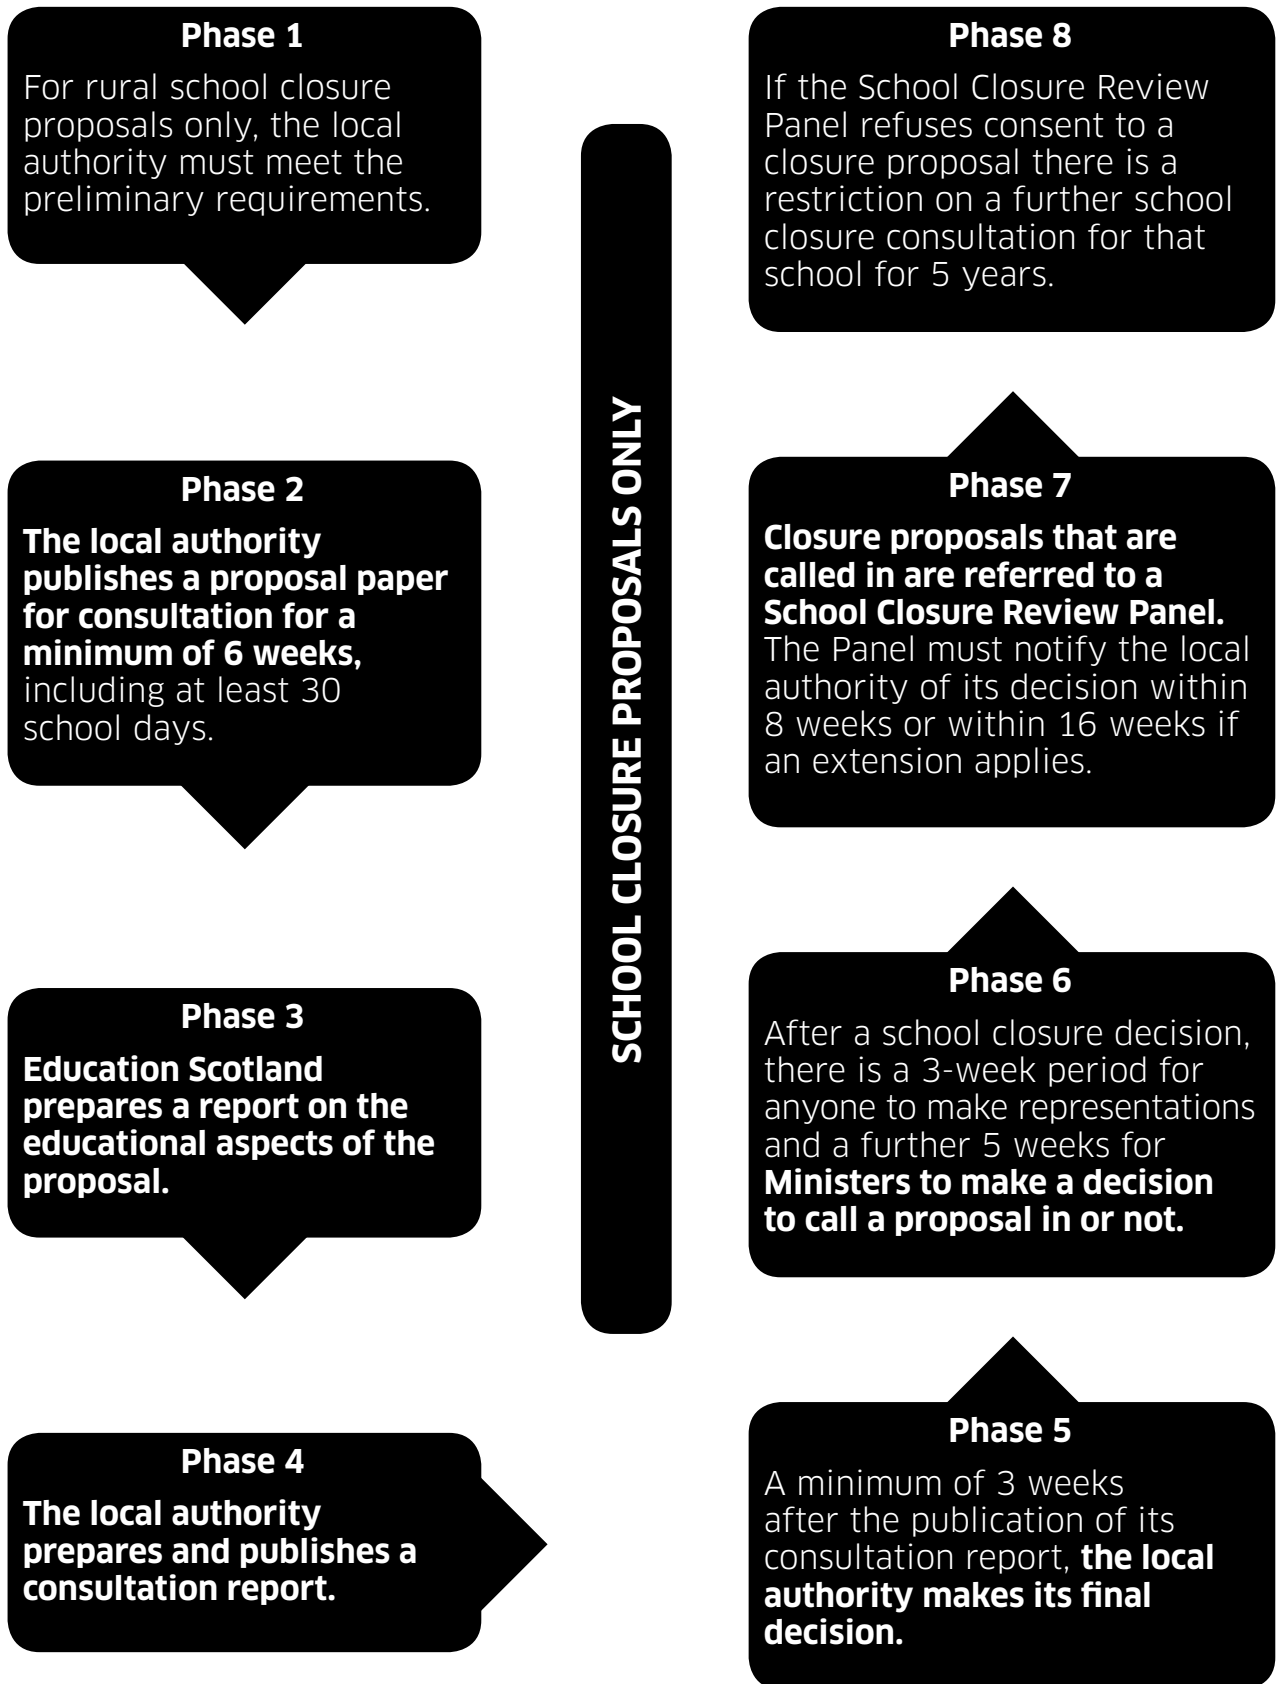 Phase 1
For rural school closure
proposals only, the local
authority must meet the
preliminary requirements.
Phase 2
The local authority
publishes a proposal paper
for consultation for a
minimum of 6 weeks,
including at least 30
school days.
Phase 3
Education Scotland
prepares a report on the
educational aspects of the
proposal.
Phase 4
The local authority
prepares and publishes a
consultation report.
SCHOOL CLOSURE PROPOSALS ONLY
Phase 8
If the School Closure Review
Panel refuses consent to a
closure proposal there is a
restriction on a further school
closure consultation for that
school for 5 years.
Phase 7
Closure proposals that are
called in are referred to a
School Closure Review Panel.
The Panel must notify the local
authority of its decision within
8 weeks or within 16 weeks if
an extension applies.
Phase 6
After a school closure decision,
there is a 3-week period for
anyone to make representations
and a further 5 weeks for
Ministers to make a decision
to call a proposal in or not.
Phase 5
A minimum of 3 weeks
after the publication of its
consultation report, the local
authority makes its final
decision.